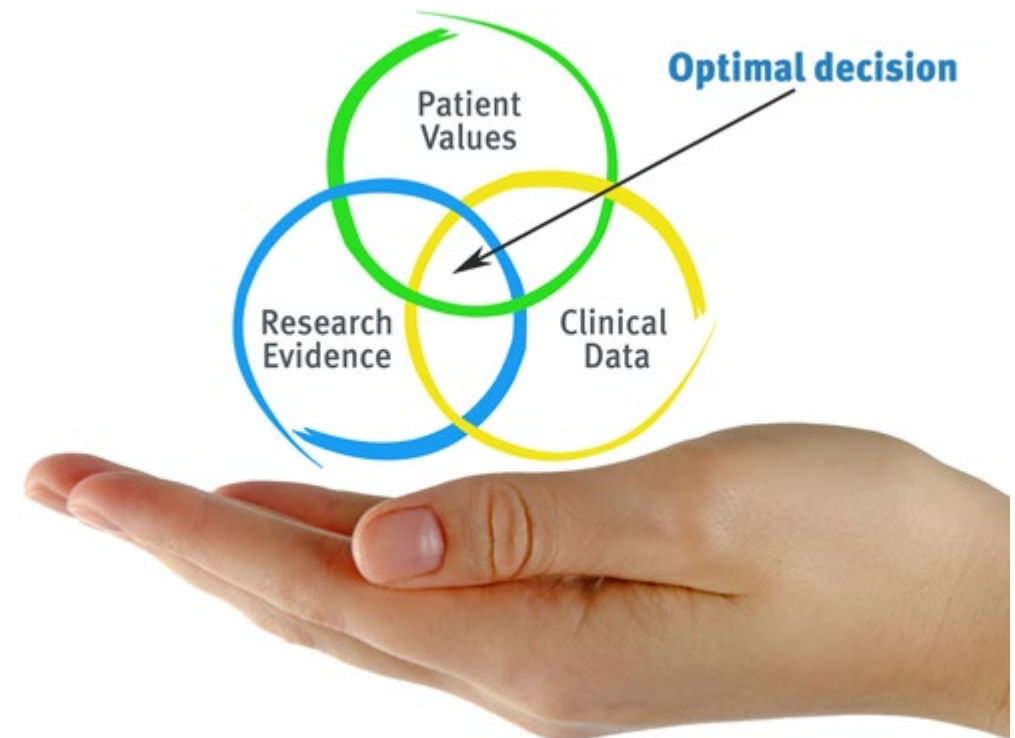 Optimal decision
Patient
Values
Research
Evidence
Clinical
Data